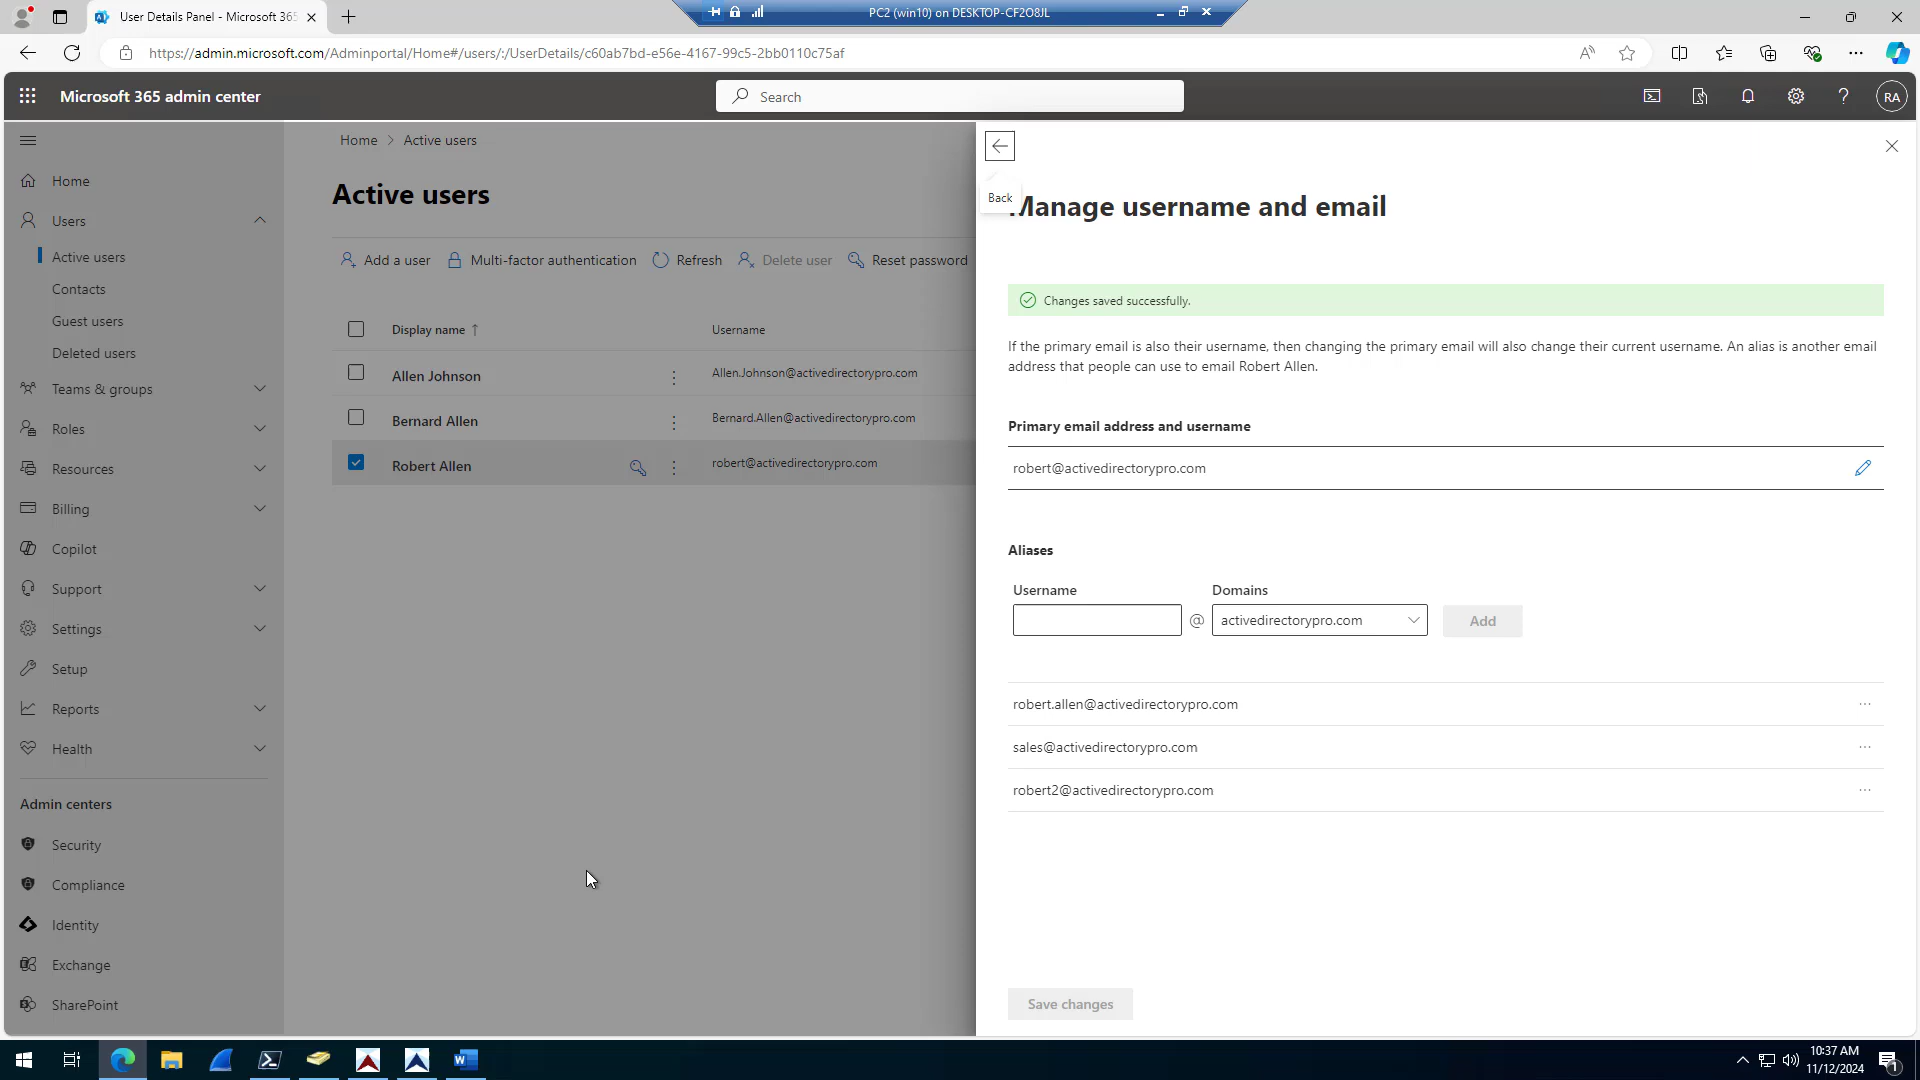 User Details Panel - Microsoft 365
PC2 (win10) on DESKTOP-CF2O8JL
https://admin.microsoft.com/Adminportal/Home#/users/:/UserDetails/c60ab7bd-e56e-4167-99c5-2bb0110c75af
Microsoft 365 admin center
Search
RA
Home
Users
Active users
Contacts
Guest users
Deleted users
Teams & groups
Roles
Resources
Billing
Copilot
Support
Settings
Setup
Reports
Health
Admin centers
Security
Compliance
Identity
Exchange
SharePoint
Home > Active users
Active users
Add a user Multi-factor authentication Refresh Delete user Reset password
Display name ↑ Username
Allen Johnson Allen.Johnson@activedirectorypro.com
Bernard Allen Bernard.Allen@activedirectorypro.com
Robert Allen robert@activedirectorypro.com
Back
Manage username and email
Changes saved successfully.
If the primary email is also their username, then changing the primary email will also change their current username. An alias is another email
address that people can use to email Robert Allen.
Primary email address and username
robert@activedirectorypro.com
Aliases
Username Domains
@ activedirectorypro.com Add
robert.allen@activedirectorypro.com
sales@activedirectorypro.com
robert2@activedirectorypro.com
Save changes
10:37 AM
11/12/2024
1